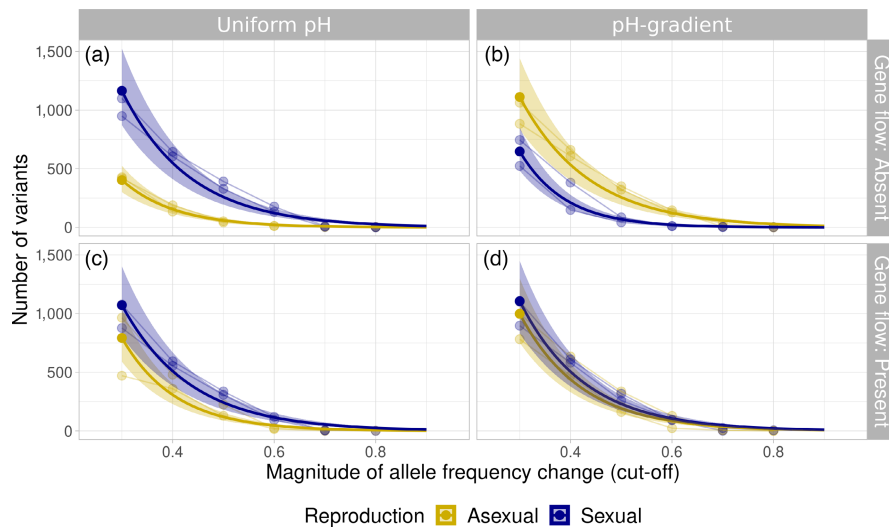 Uniform pH
pH-gradient
(a)
(b)
1,500
1,000
500
0
Gene flow: Absent
(c)
(d)
1,500
1,000
500
0
Gene flow: Present
Number of variants
0.4
0.6
0.8
0.4
0.6
0.8
Magnitude of allele frequency change (cut-off)
Reproduction
Asexual
Sexual